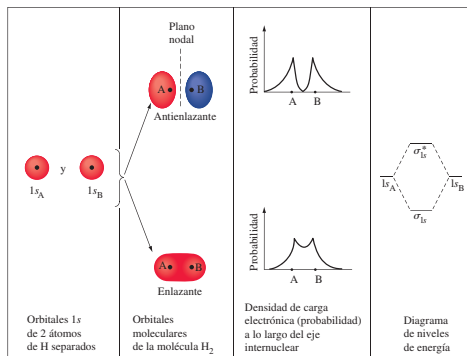 Plano
nodal
A
B
Antienlazante
1sA
y
1sB
A
B
Enlazante
Probabilidad
A
B
Probabilidad
A
B
σ*1s
1sA
1sB
σ1s
Orbitales 1s
de 2 átomos
de H separados
Orbitales
moleculares
de la molécula H2
Densidad de carga
electrónica (probabilidad)
a lo largo del eje
internuclear
Diagrama
de niveles
de energía